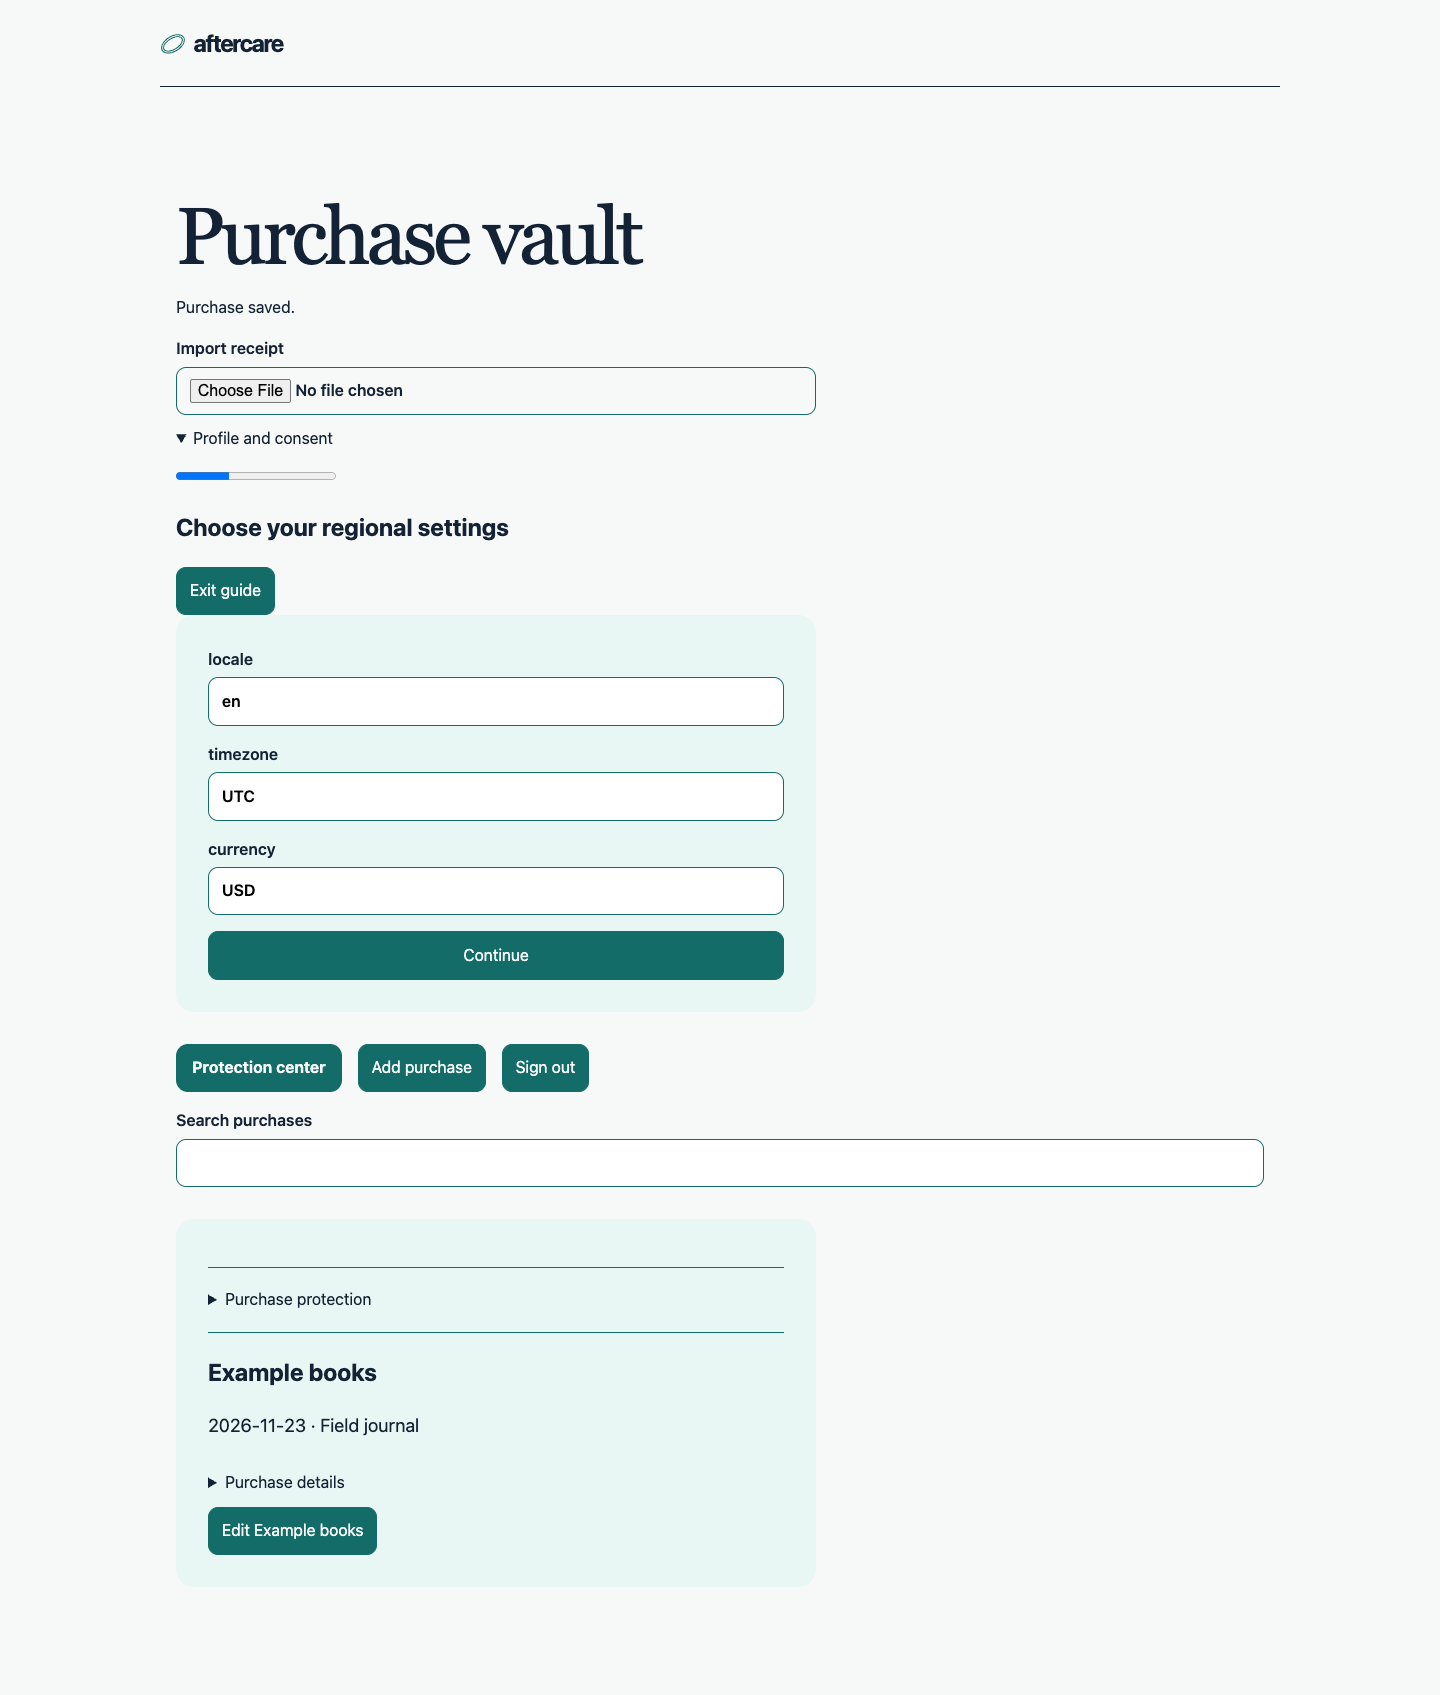 aftercare
Purchase vault
Purchase saved.
Import receipt
Choose File No file chosen
Profile and consent
Choose your regional settings
Exit guide
locale
en
timezone
UTC
currency
USD
Continue
Protection center Add purchase Sign out
Search purchases
Purchase protection
Example books
2026-11-23 · Field journal
Purchase details
Edit Example books